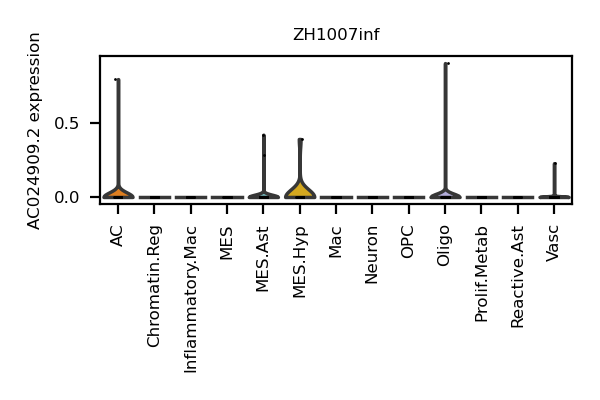 ZH1007inf
AC024909.2 expression
0.5
0.0
AC
Chromatin.Reg
Inflammatory.Mac
MES
MES.Ast
MES.Hyp
Mac
Neuron
OPC
Oligo
Prolif.Metab
Reactive.Ast
Vasc